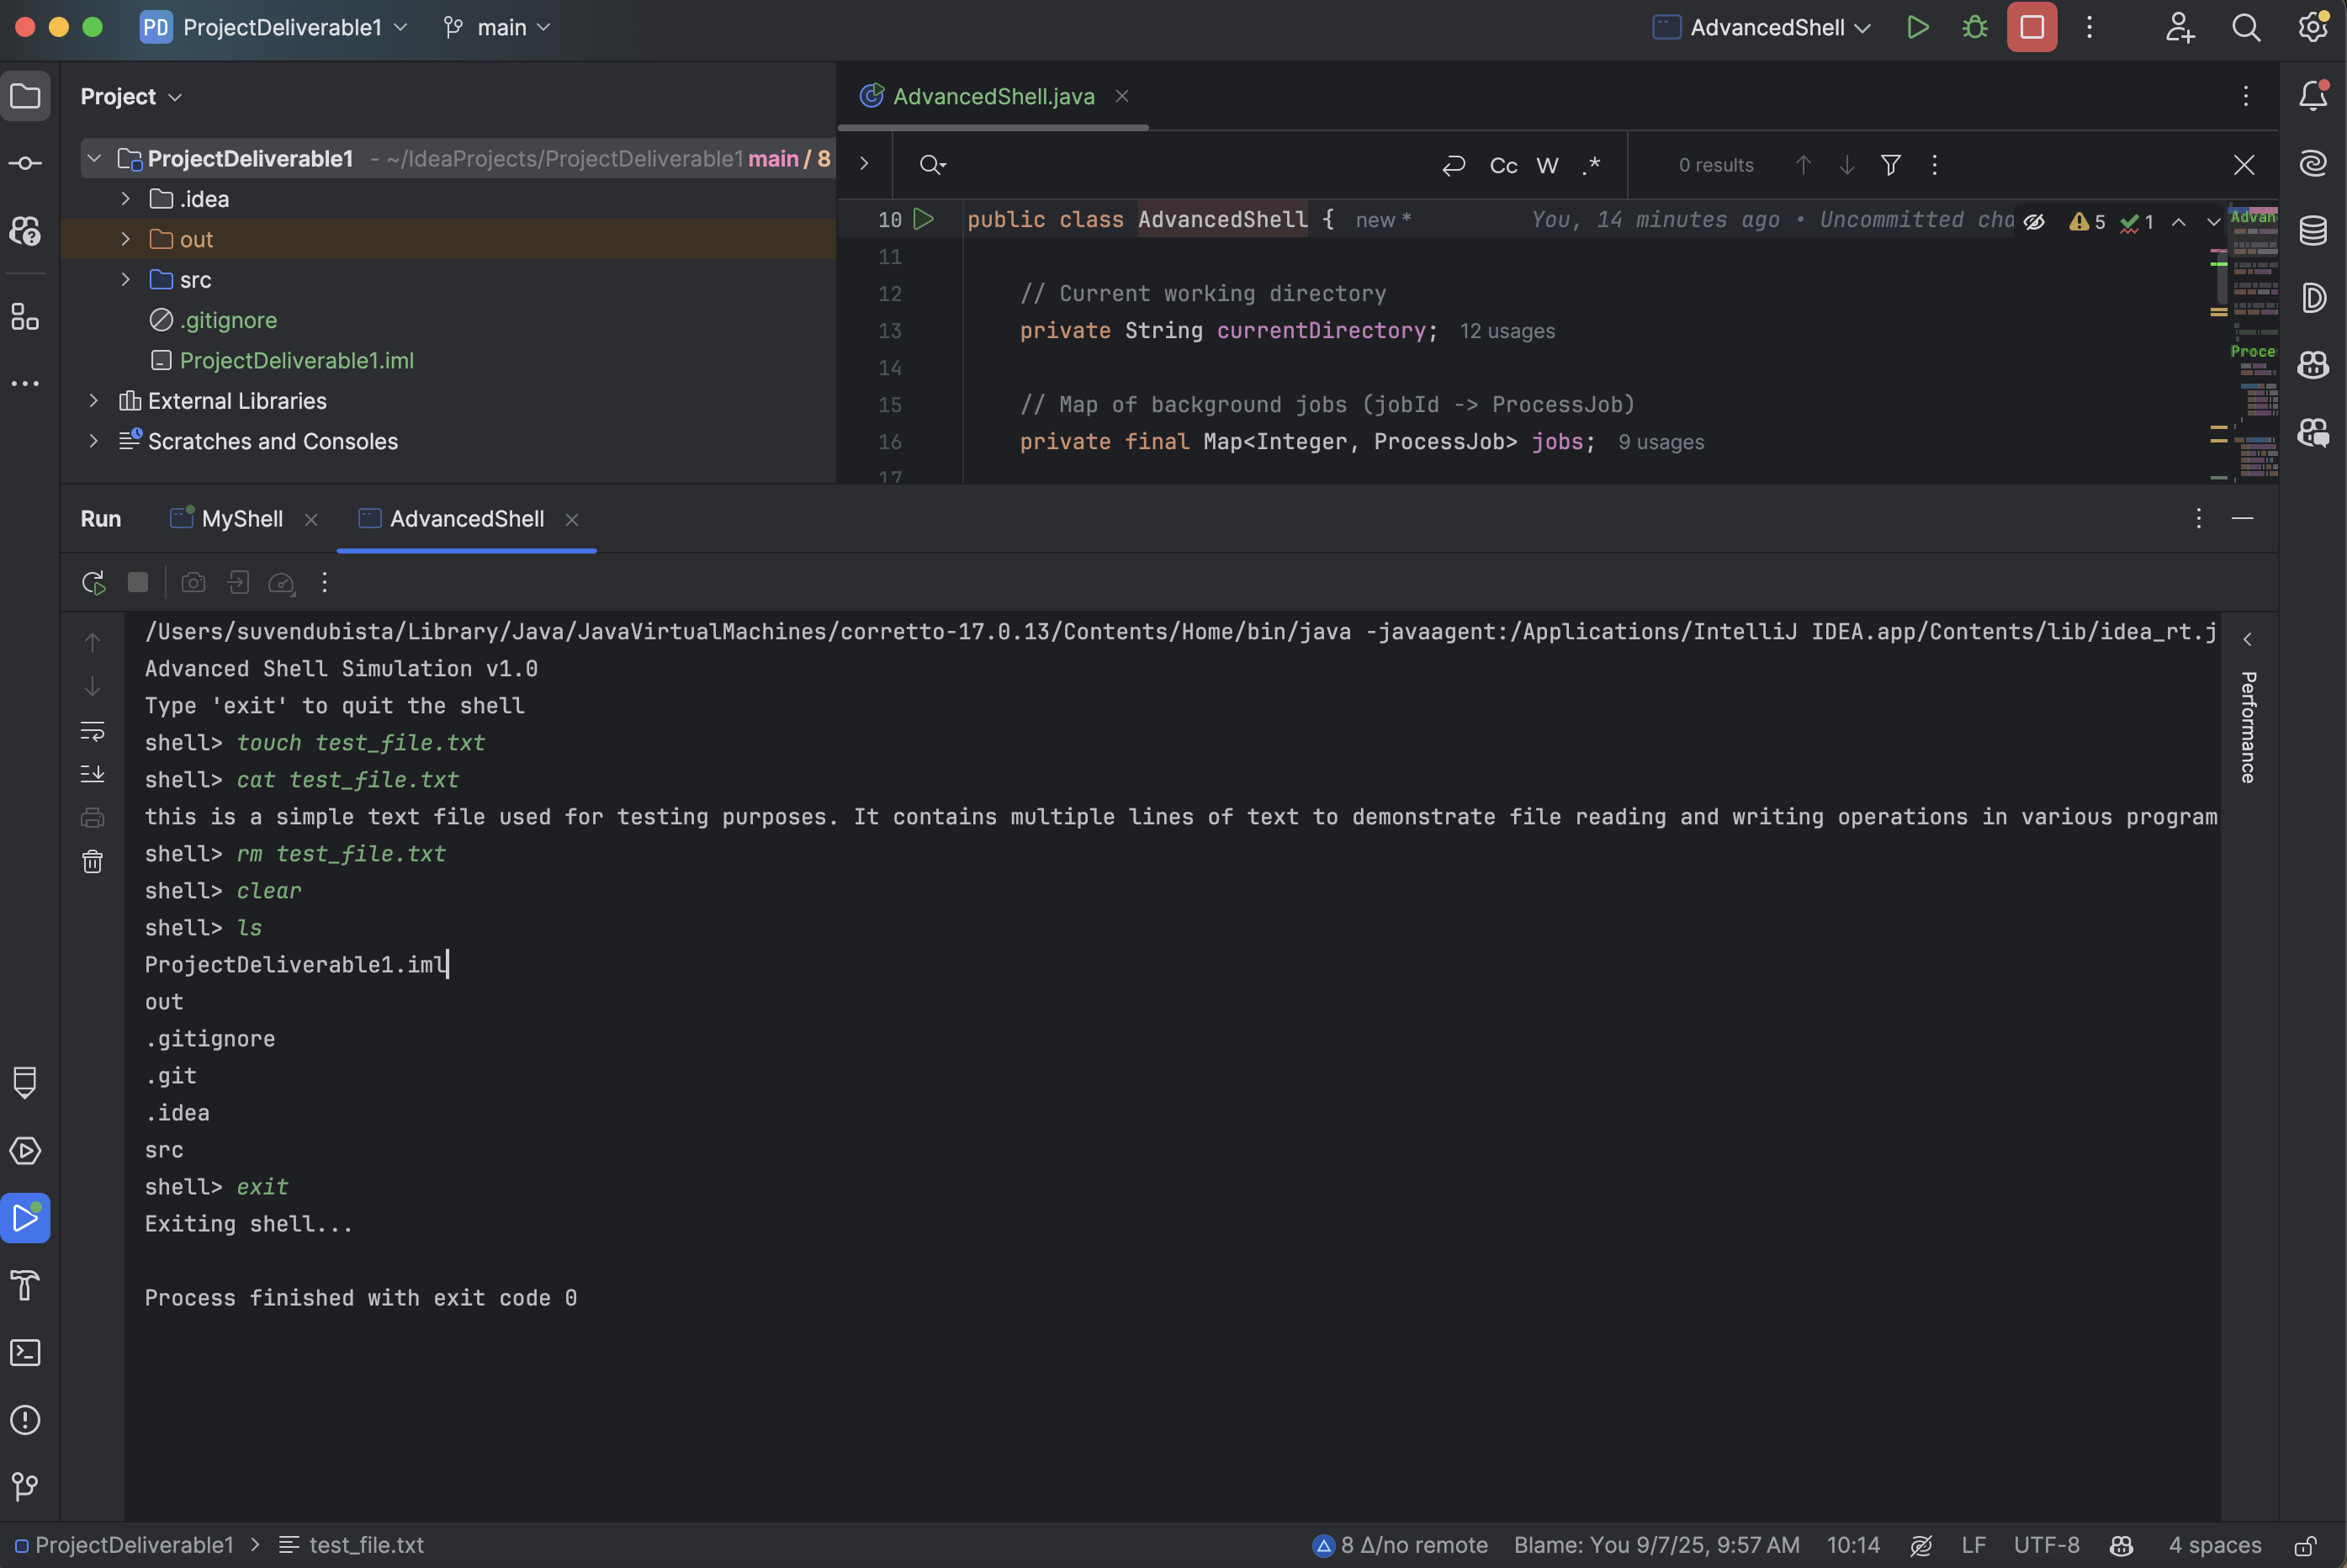 PD ProjectDeliverable1 main AdvancedShell
Project
AdvancedShell.java
ProjectDeliverable1 - ~/IdeaProjects/ProjectDeliverable1 main / 8
.idea
out
src
.gitignore
ProjectDeliverable1.iml
External Libraries
Scratches and Consoles
Cc W .* 0 results
10 public class AdvancedShell { new * You, 14 minutes ago • Uncommitted cha 5 1
11
12 // Current working directory
13 private String currentDirectory; 12 usages
14
15 // Map of background jobs (jobId -> ProcessJob)
16 private final Map<Integer, ProcessJob> jobs; 9 usages
17
Advan
Proce
Run MyShell AdvancedShell
/Users/suvendubista/Library/Java/JavaVirtualMachines/corretto-17.0.13/Contents/Home/bin/java -javaagent:/Applications/IntelliJ IDEA.app/Contents/lib/idea_rt.j
Advanced Shell Simulation v1.0
Type 'exit' to quit the shell
shell> touch test_file.txt
shell> cat test_file.txt
this is a simple text file used for testing purposes. It contains multiple lines of text to demonstrate file reading and writing operations in various program
shell> rm test_file.txt
shell> clear
shell> ls
ProjectDeliverable1.iml
out
.gitignore
.git
.idea
src
shell> exit
Exiting shell...
Process finished with exit code 0
Performance
ProjectDeliverable1 > test_file.txt
8 Δ/no remote Blame: You 9/7/25, 9:57 AM 10:14 LF UTF-8 4 spaces